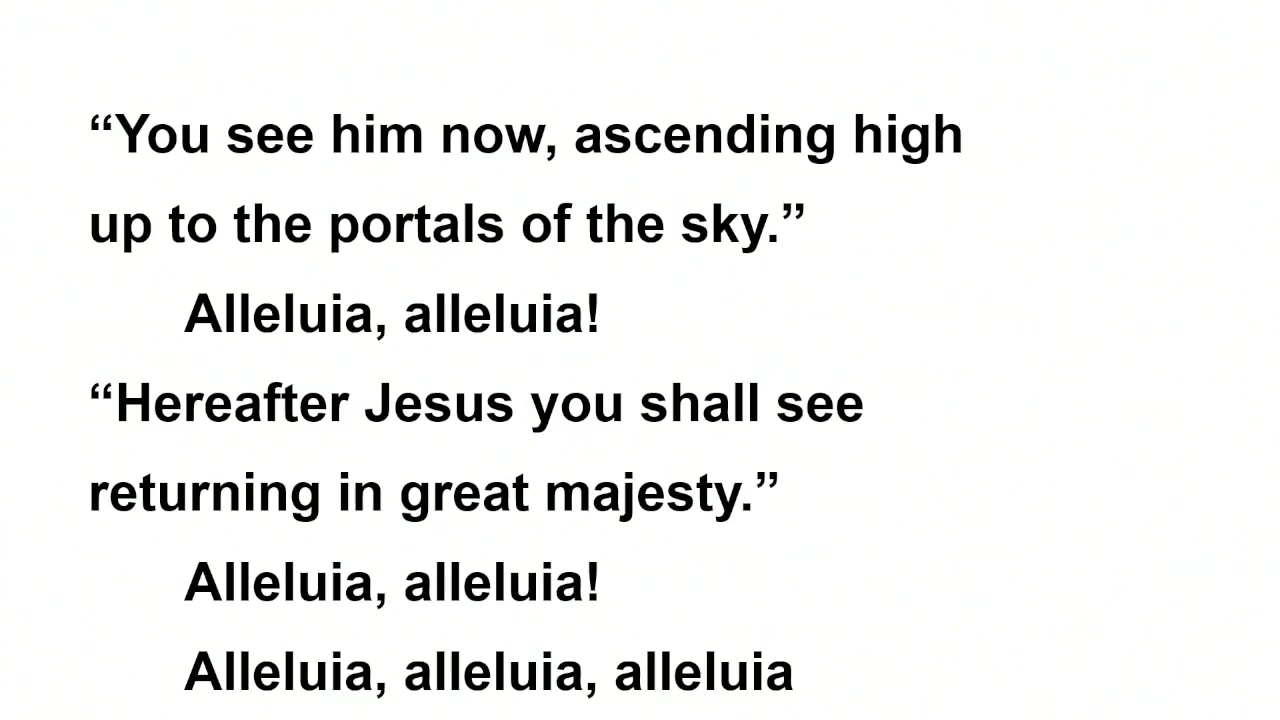 “You see him now, ascending high
up to the portals of the sky.”
Alleluia, alleluia!
“Hereafter Jesus you shall see
returning in great majesty.”
Alleluia, alleluia!
Alleluia, alleluia, alleluia